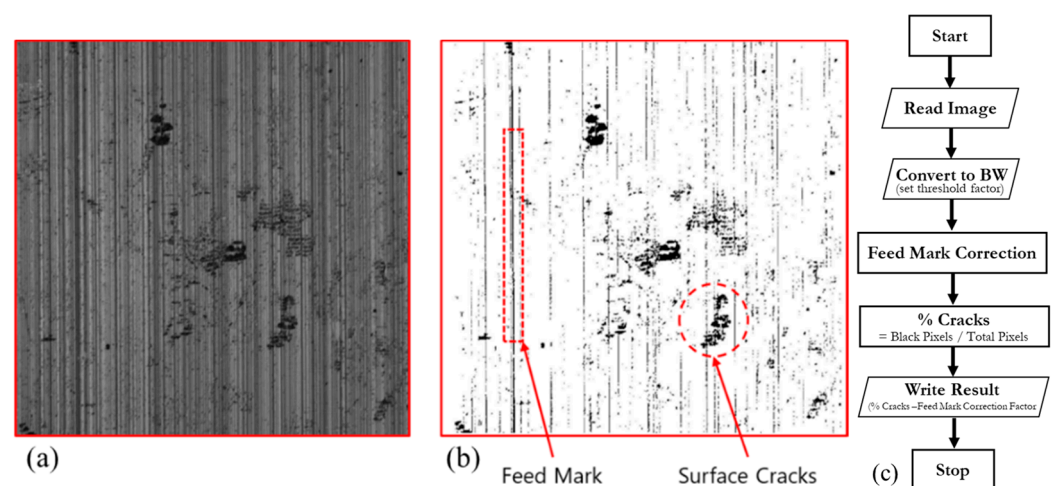 (a)
(b)
Feed Mark
Surface Cracks
Start
Read Image
Convert to BW
(set threshold factor)
Feed Mark Correction
% Cracks
= Black Pixels / Total Pixels
Write Result
(% Cracks –Feed Mark Correction Factor
Stop
(c)